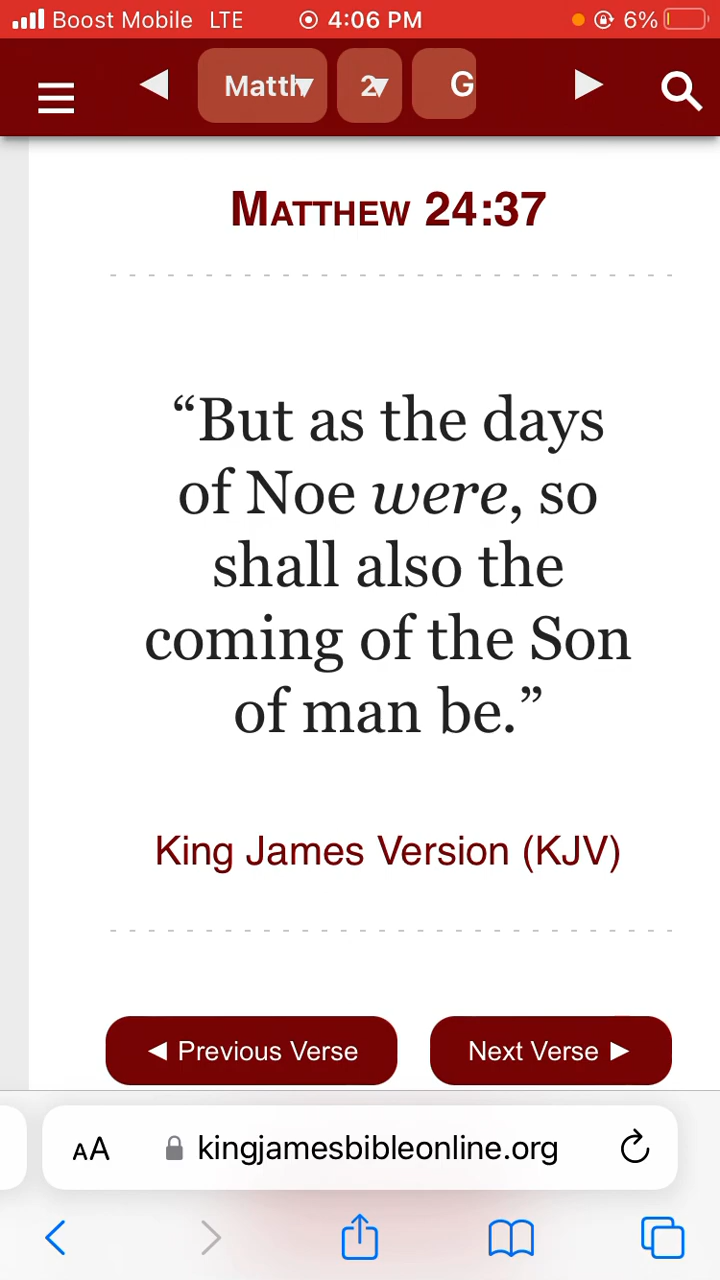 Boost Mobile LTE 4:06 PM 6%
Matth 2 G
MATTHEW 24:37
“But as the days
of Noe were, so
shall also the
coming of the Son
of man be.”
King James Version (KJV)
◀ Previous Verse Next Verse ▶
AA kingjamesbibleonline.org